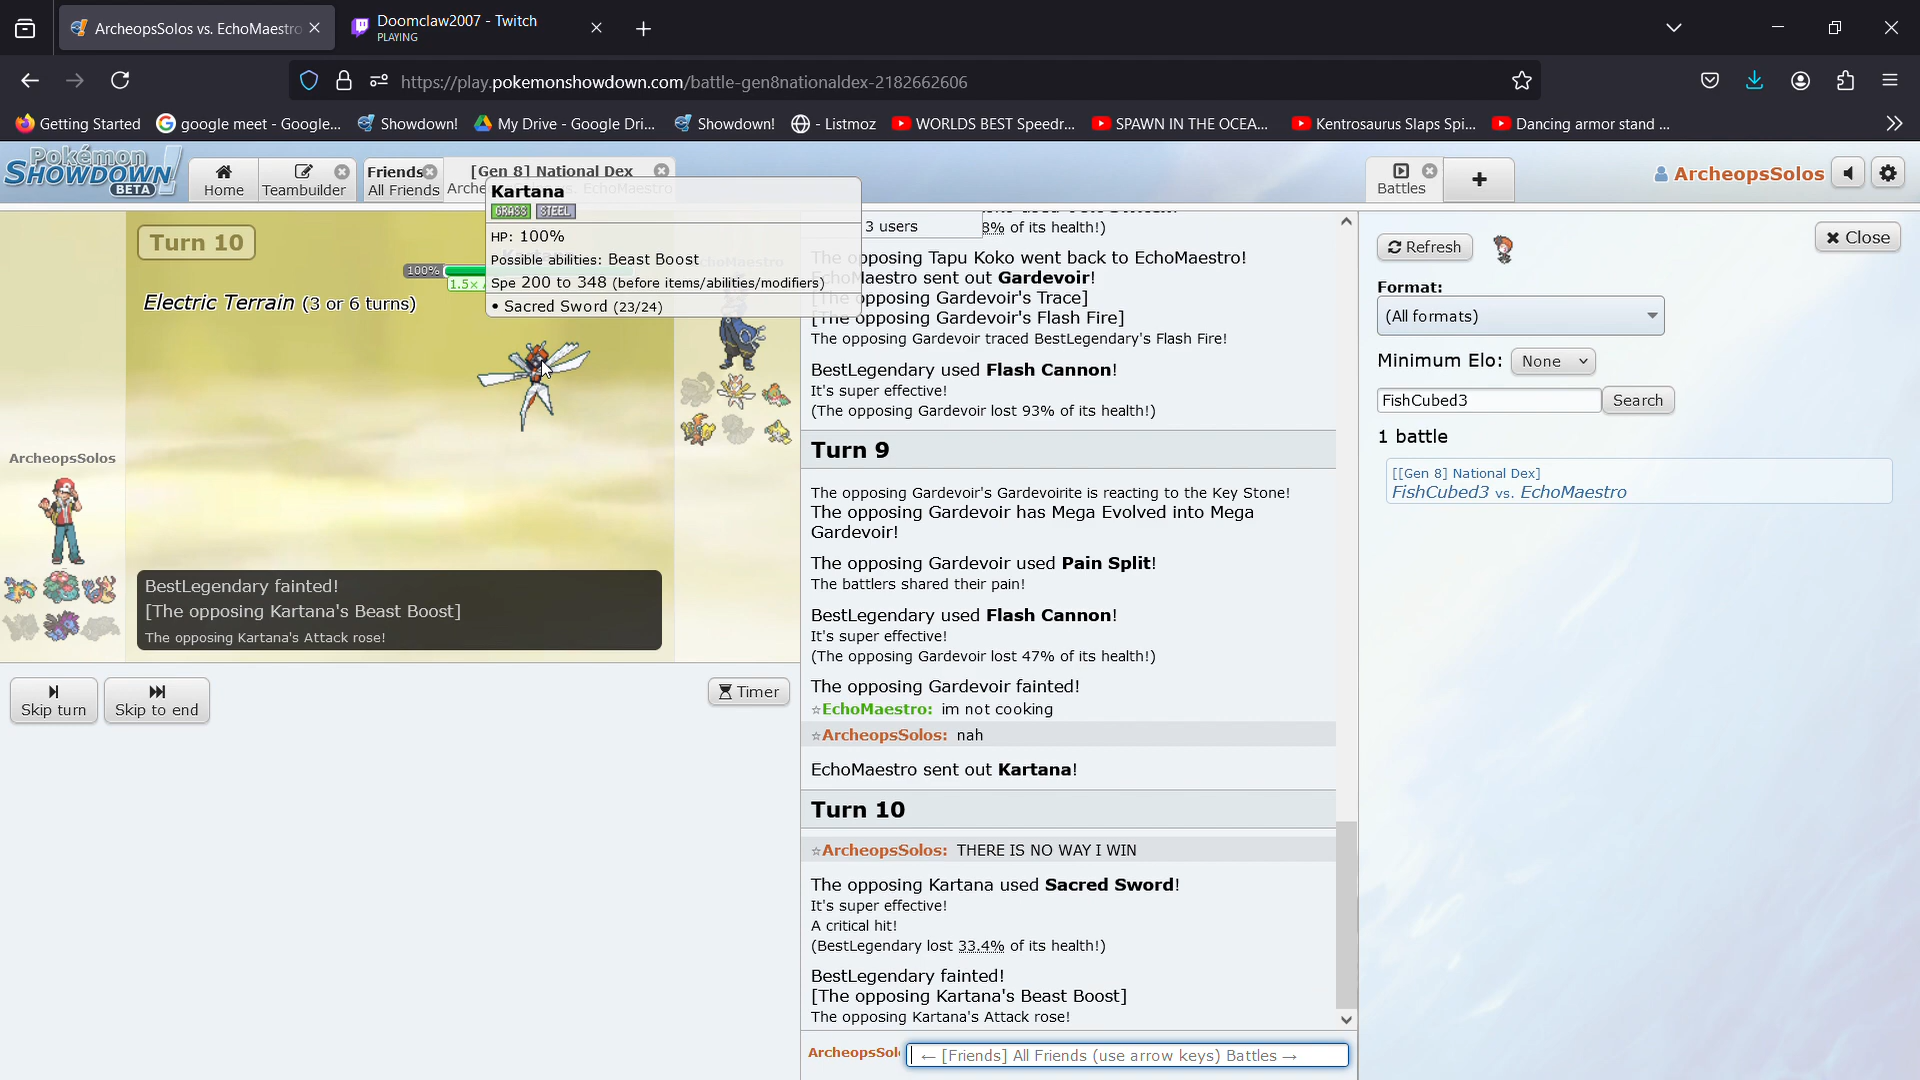 ArcheopsSolos vs. EchoMaestro
Doomclaw2007 - Twitch
PLAYING
https://play.pokemonshowdown.com/battle-gen8nationaldex-2182662606
Getting Started
google meet - Google...
Showdown!
My Drive - Google Dri...
Showdown!
- Listmoz
WORLDS BEST Speedr...
SPAWN IN THE OCEA...
Kentrosaurus Slaps Spi...
Dancing armor stand ...
Pokémon
SHOWDOWN!
BETA
Home
Teambuilder
Friends
All Friends
[Gen 8] National Dex
Arche
EchoMaestro
Battles
ArcheopsSolos
Kartana
GRASS STEEL
HP: 100%
Possible abilities: Beast Boost
Spe 200 to 348 (before items/abilities/modifiers)
• Sacred Sword (23/24)
Turn 10
100%
1.5×
Electric Terrain (3 or 6 turns)
EchoMaestro
ArcheopsSolos
BestLegendary fainted!
[The opposing Kartana's Beast Boost]
The opposing Kartana's Attack rose!
Skip turn
Skip to end
Timer
3 users
8% of its health!)
The opposing Tapu Koko went back to EchoMaestro!
EchoMaestro sent out Gardevoir!
[The opposing Gardevoir's Trace]
[The opposing Gardevoir's Flash Fire]
The opposing Gardevoir traced BestLegendary's Flash Fire!
BestLegendary used Flash Cannon!
It's super effective!
(The opposing Gardevoir lost 93% of its health!)
Turn 9
The opposing Gardevoir's Gardevoirite is reacting to the Key Stone!
The opposing Gardevoir has Mega Evolved into Mega
Gardevoir!
The opposing Gardevoir used Pain Split!
The battlers shared their pain!
BestLegendary used Flash Cannon!
It's super effective!
(The opposing Gardevoir lost 47% of its health!)
The opposing Gardevoir fainted!
☆EchoMaestro: im not cooking
☆ArcheopsSolos: nah
EchoMaestro sent out Kartana!
Turn 10
☆ArcheopsSolos: THERE IS NO WAY I WIN
The opposing Kartana used Sacred Sword!
It's super effective!
A critical hit!
(BestLegendary lost 33.4% of its health!)
BestLegendary fainted!
[The opposing Kartana's Beast Boost]
The opposing Kartana's Attack rose!
ArcheopsSol
← [Friends] All Friends (use arrow keys) Battles →
Refresh
Close
Format:
(All formats)
Minimum Elo: None
FishCubed3
Search
1 battle
[[Gen 8] National Dex]
FishCubed3 vs. EchoMaestro